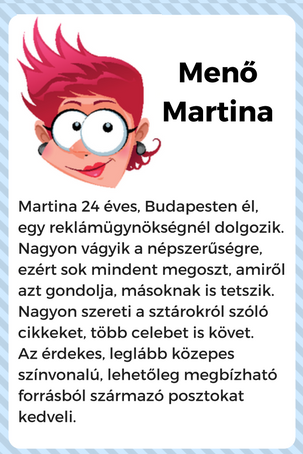 Menő
Martina
Martina 24 éves, Budapesten él,
egy reklámügynökségnél dolgozik.
Nagyon vágyik a népszerűségre,
ezért sok mindent megoszt, amiről
azt gondolja, másoknak is tetszik.
Nagyon szereti a sztárokról szóló
cikkeket, több celebet is követ.
Az érdekes, leglább közepes
színvonalú, lehetőleg megbízható
forrásból származó posztokat
kedveli.